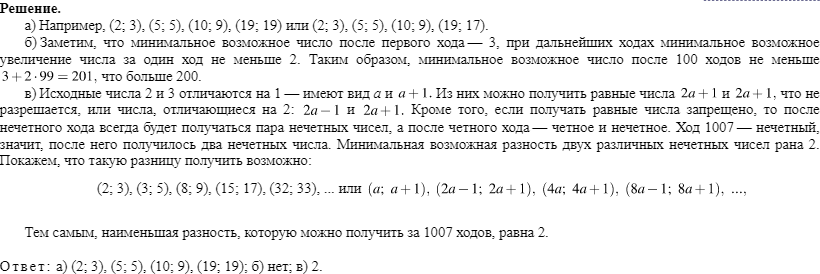 Решение.
а) Например, (2; 3), (5; 5), (10; 9), (19; 19) или (2; 3), (5; 5), (10; 9), (19; 17).
б) Заметим, что минимальное возможное число после первого хода — 3, при дальнейших ходах минимальное возможное
увеличение числа за один ход не меньше 2. Таким образом, минимальное возможное число после 100 ходов не меньше
3 + 2 · 99 = 201, что больше 200.
в) Исходные числа 2 и 3 отличаются на 1 — имеют вид a и a + 1. Из них можно получить равные числа 2a + 1 и 2a + 1, что не
разрешается, или числа, отличающиеся на 2: 2a − 1 и 2a + 1. Кроме того, если получать равные числа запрещено, то после
нечетного хода всегда будет получаться пара нечетных чисел, а после четного хода — четное и нечетное. Ход 1007 — нечетный,
значит, после него получилось два нечетных числа. Минимальная возможная разность двух различных нечетных чисел рана 2.
Покажем, что такую разницу получить возможно:
(2; 3), (3; 5), (8; 9), (15; 17), (32; 33), ... или (a; a + 1), (2a − 1; 2a + 1), (4a; 4a + 1), (8a − 1; 8a + 1), ...,
Тем самым, наименьшая разность, которую можно получить за 1007 ходов, равна 2.
Ответ: а) (2; 3), (5; 5), (10; 9), (19; 19); б) нет; в) 2.